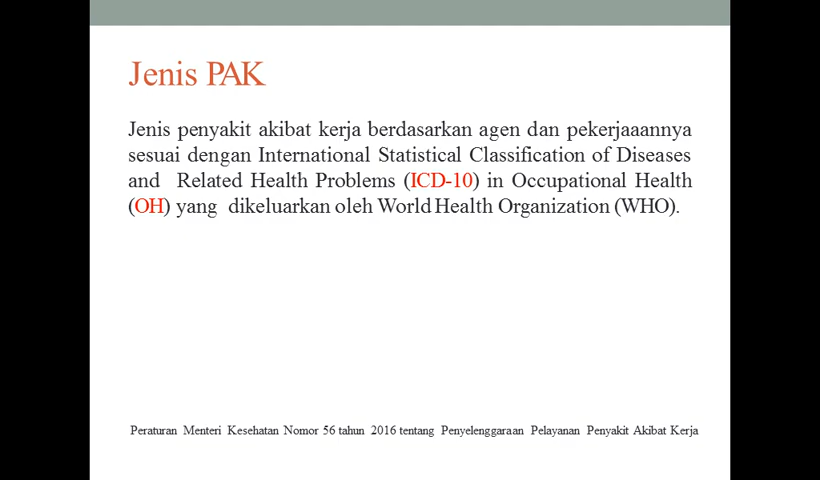 Jenis PAK
Jenis penyakit akibat kerja berdasarkan agen dan pekerjaaannya
sesuai dengan International Statistical Classification of Diseases
and Related Health Problems (ICD-10) in Occupational Health
(OH) yang dikeluarkan oleh World Health Organization (WHO).
Peraturan Menteri Kesehatan Nomor 56 tahun 2016 tentang Penyelenggaraan Pelayanan Penyakit Akibat Kerja